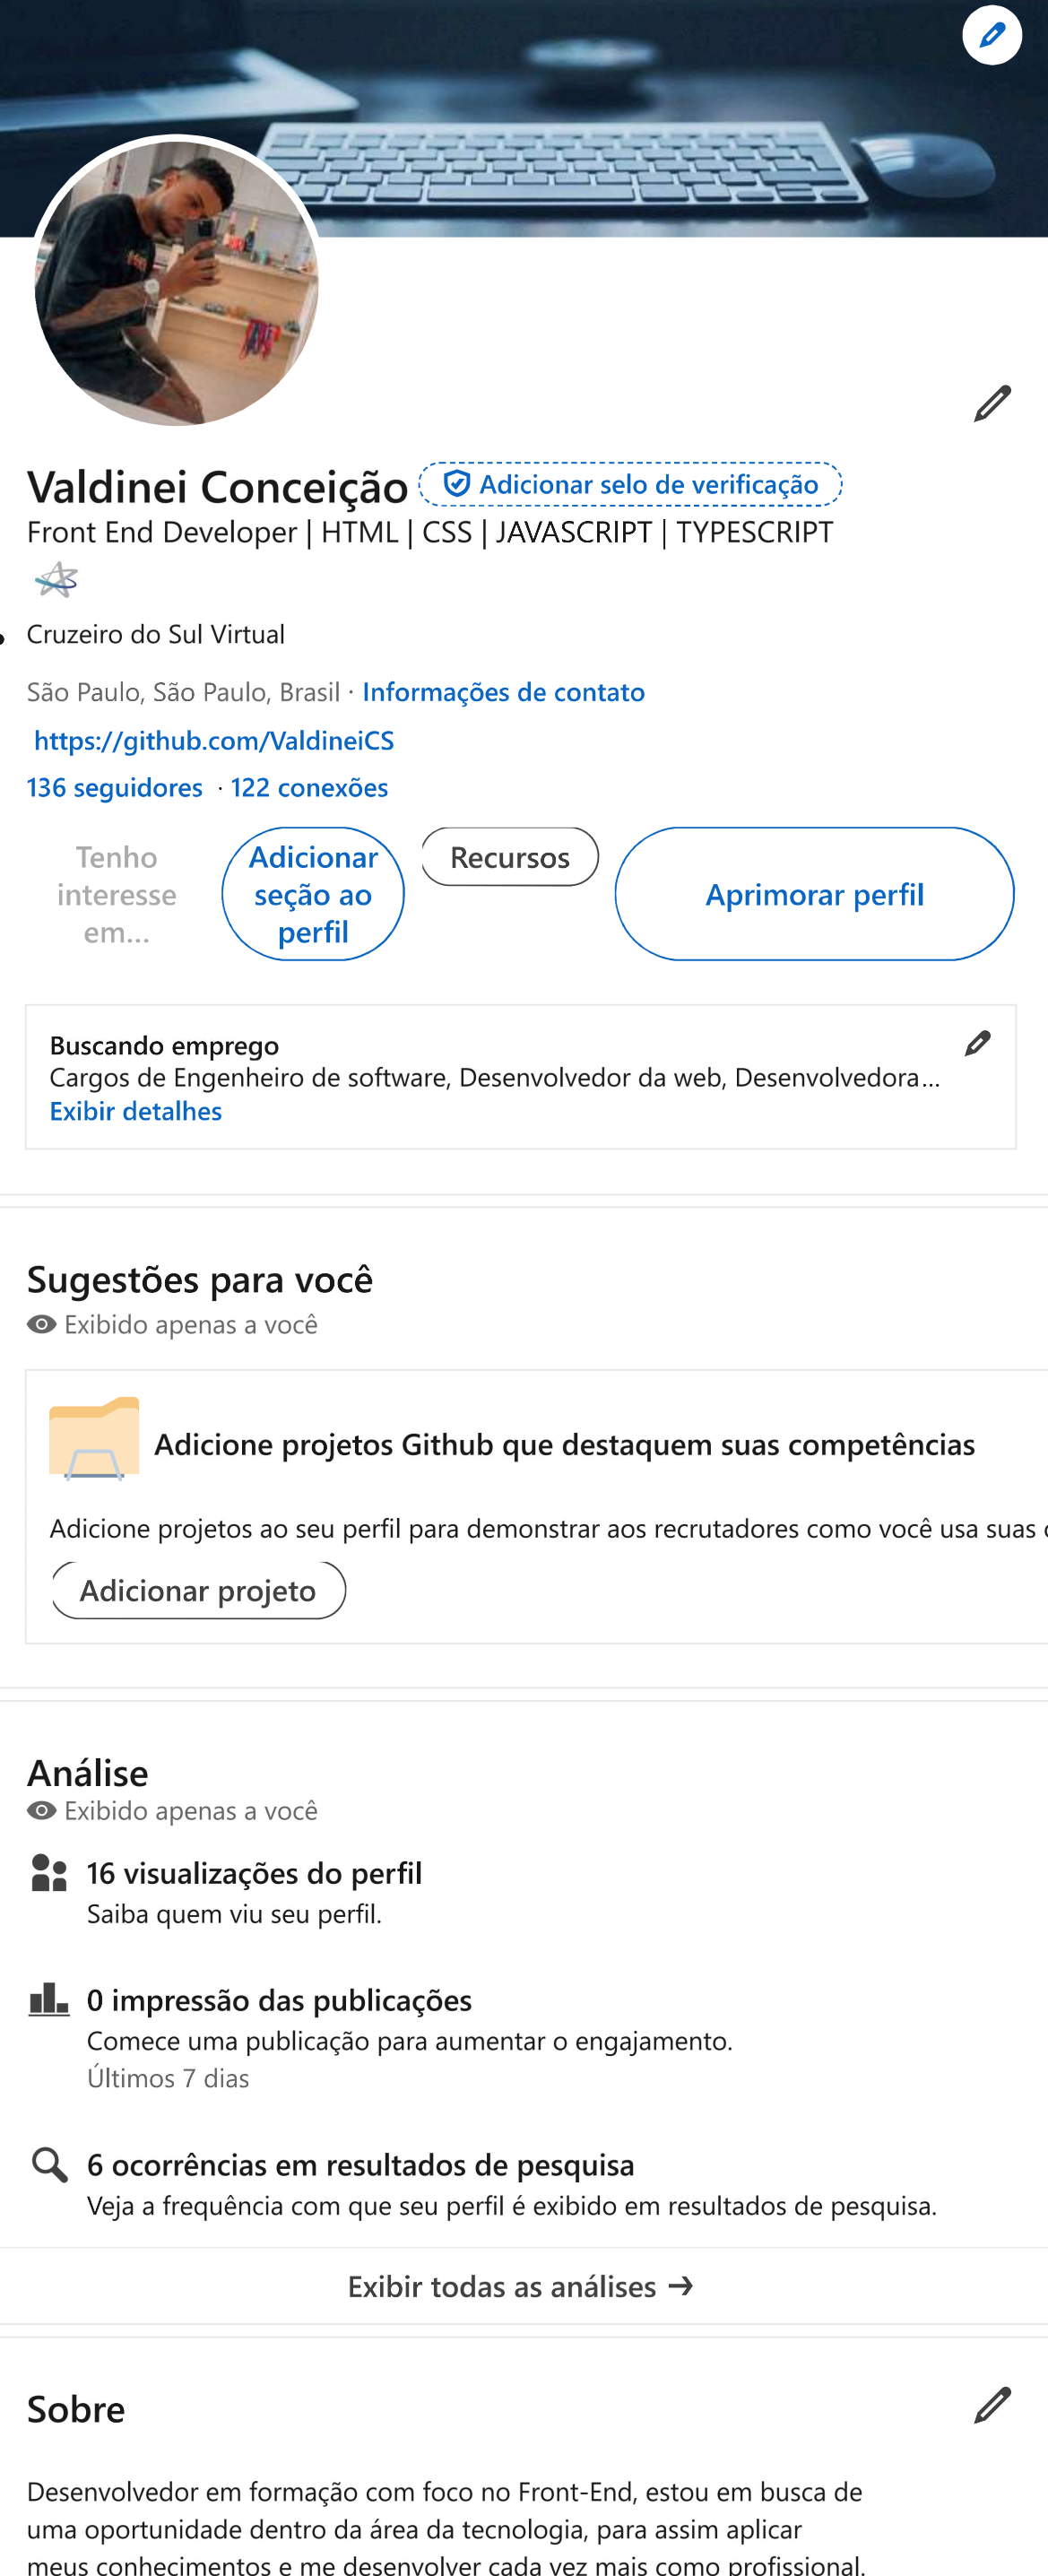 Valdinei Conceição Adicionar selo de verificação
Front End Developer | HTML | CSS | JAVASCRIPT | TYPESCRIPT
Cruzeiro do Sul Virtual
São Paulo, São Paulo, Brasil · Informações de contato
https://github.com/ValdineiCS
136 seguidores · 122 conexões
Tenho
interesse
em...
Adicionar
seção ao
perfil
Recursos
Aprimorar perfil
Buscando emprego
Cargos de Engenheiro de software, Desenvolvedor da web, Desenvolvedora...
Exibir detalhes
Sugestões para você
Exibido apenas a você
Adicione projetos Github que destaquem suas competências
Adicione projetos ao seu perfil para demonstrar aos recrutadores como você usa suas
Adicionar projeto
Análise
Exibido apenas a você
16 visualizações do perfil
Saiba quem viu seu perfil.
0 impressão das publicações
Comece uma publicação para aumentar o engajamento.
Últimos 7 dias
6 ocorrências em resultados de pesquisa
Veja a frequência com que seu perfil é exibido em resultados de pesquisa.
Exibir todas as análises →
Sobre
Desenvolvedor em formação com foco no Front-End, estou em busca de
uma oportunidade dentro da área da tecnologia, para assim aplicar
meus conhecimentos e me desenvolver cada vez mais como profissional.